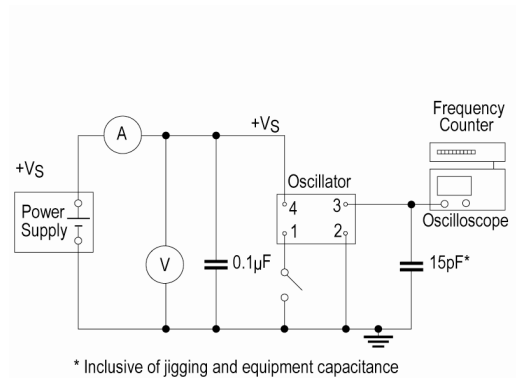 Frequency
Counter
+VS
A
+VS
Oscillator
Power
Supply
4
3
1
2
Oscilloscope
V
0.1µF
15pF*
* Inclusive of jigging and equipment capacitance